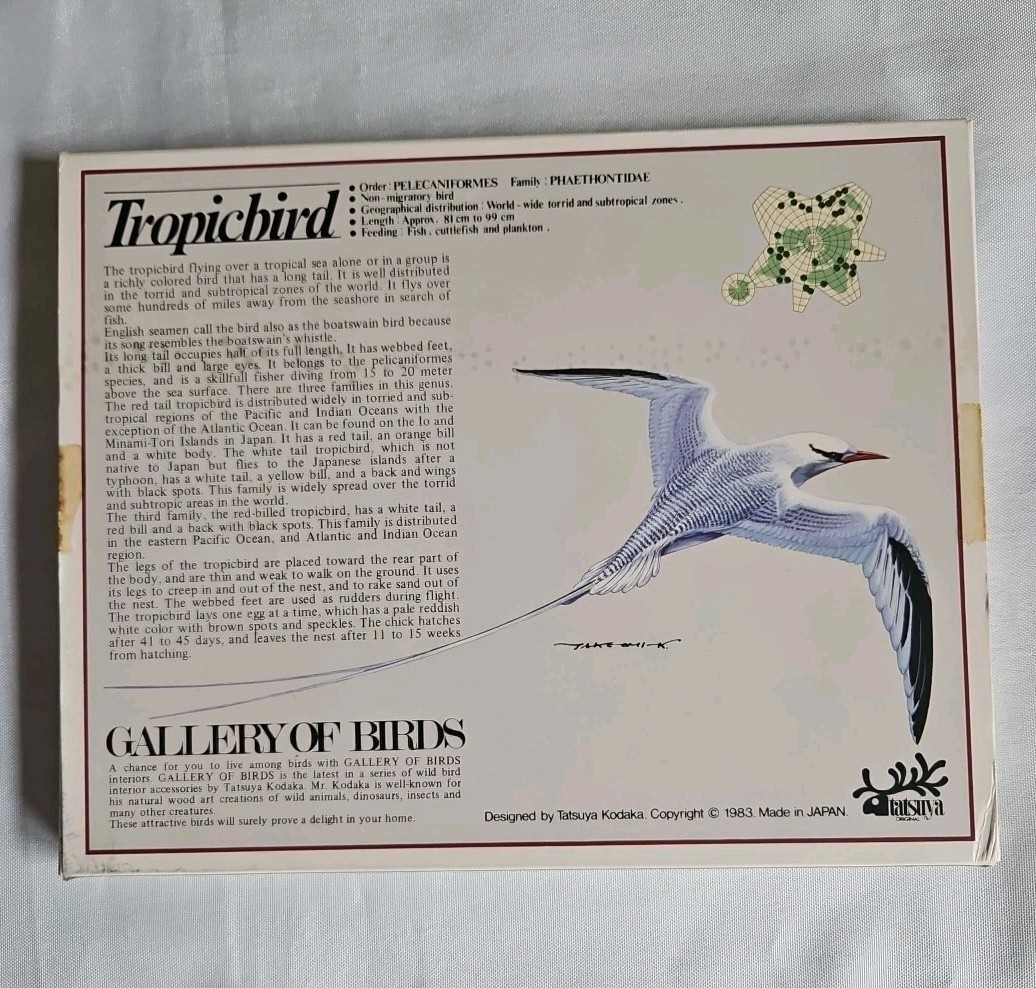 Tropicbird
• Order : PELECANIFORMES Family : PHAETHONTIDAE
• Non-migratory bird
• Geographical distribution : World-wide torrid and subtropical zones.
• Length : Approx. 81 cm to 99 cm
• Feeding : Fish, cuttlefish and plankton.
The tropicbird flying over a tropical sea alone or in a group is
a richly colored bird that has a long tail. It is well distributed
in the torrid and subtropical zones of the world. It flys over
some hundreds of miles away from the seashore in search of
fish.
English seamen call the bird also as the boatswain bird because
its song resembles the boatswain's whistle.
Its long tail occupies half of its full length. It has webbed feet,
a thick bill and large eyes. It belongs to the pelicaniformes
species, and is a skillfull fisher diving from 15 to 20 meter
above the sea surface. There are three families in this genus.
The red tail tropicbird is distributed widely in torried and sub-
tropical regions of the Pacific and Indian Oceans with the
exception of the Atlantic Ocean. It can be found on the Io and
Minami-Tori Islands in Japan. It has a red tail, an orange bill
and a white body. The white tail tropicbird, which is not
native to Japan but flies to the Japanese islands after a
typhoon, has a white tail, a yellow bill, and a back and wings
with black spots. This family is widely spread over the torrid
and subtropic areas in the world.
The third family, the red-billed tropicbird, has a white tail, a
red bill and a back with black spots. This family is distributed
in the eastern Pacific Ocean, and Atlantic and Indian Ocean
region.
The legs of the tropicbird are placed toward the rear part of
the body, and are thin and weak to walk on the ground. It uses
its legs to creep in and out of the nest, and to rake sand out of
the nest. The webbed feet are used as rudders during flight.
The tropicbird lays one egg at a time, which has a pale reddish
white color with brown spots and speckles. The chick hatches
after 41 to 45 days, and leaves the nest after 11 to 15 weeks
from hatching.
GALLERY OF BIRDS
A chance for you to live among birds with GALLERY OF BIRDS
interiors. GALLERY OF BIRDS is the latest in a series of wild bird
interior accessories by Tatsuya Kodaka. Mr. Kodaka is well-known for
his natural wood art creations of wild animals, dinosaurs, insects and
many other creatures.
These attractive birds will surely prove a delight in your home.
Designed by Tatsuya Kodaka. Copyright © 1983. Made in JAPAN.
tatsuya
ORIGINAL